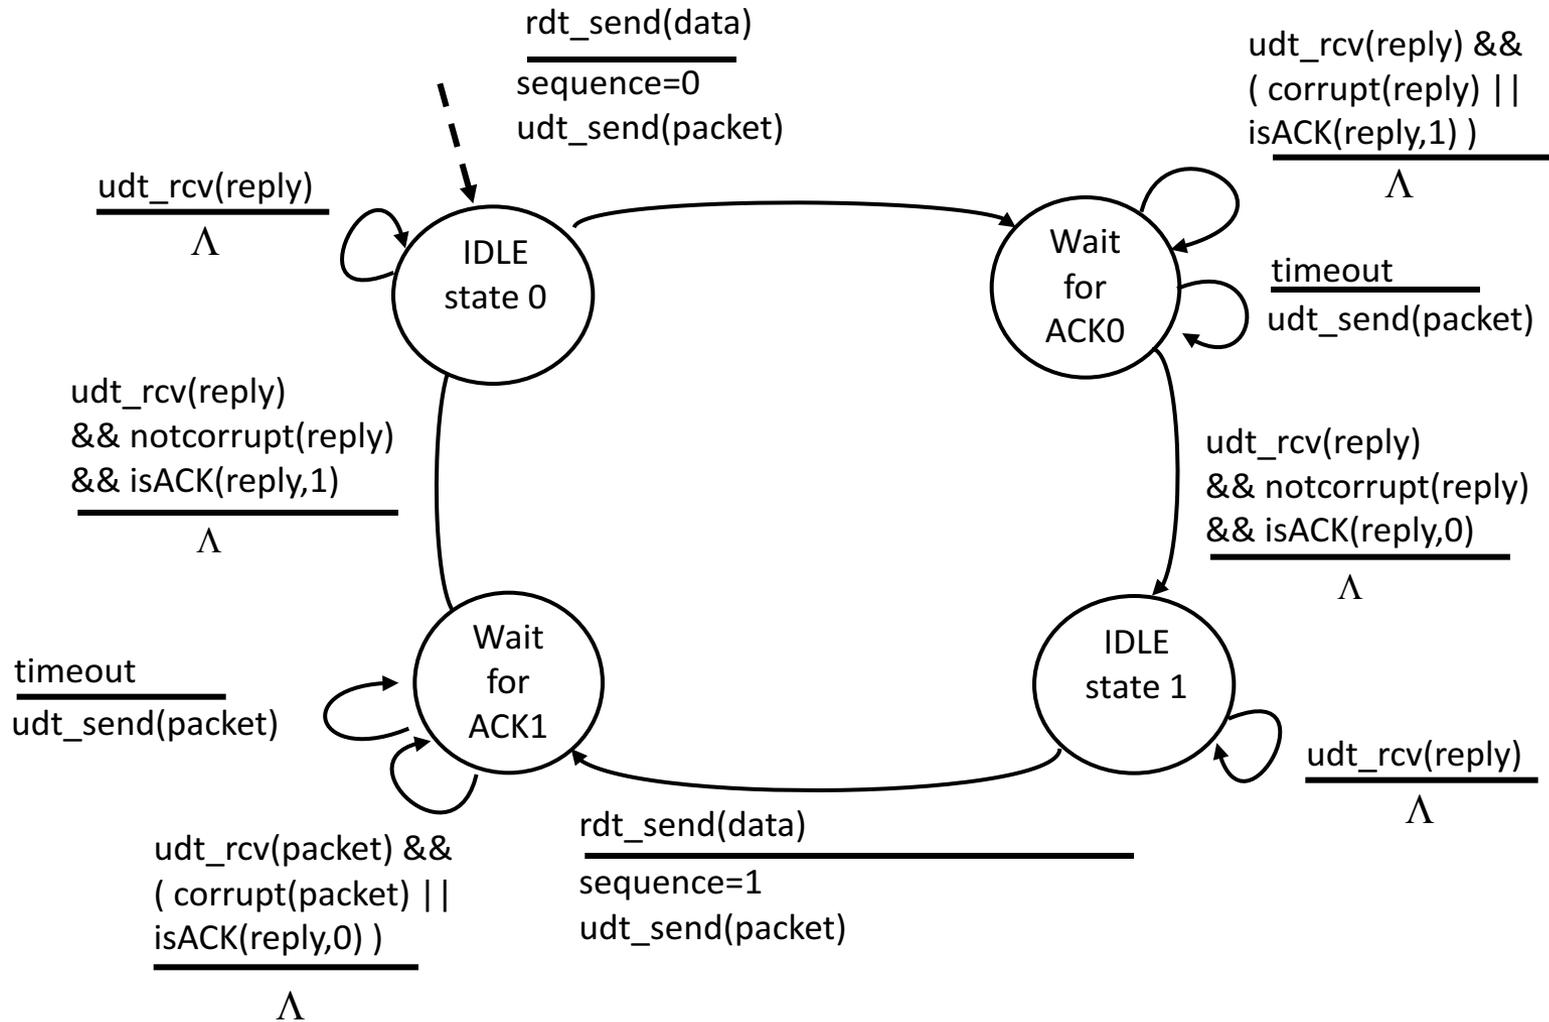 rdt_send(data)
sequence=0
udt_send(packet)
udt_rcv(reply) &&
( corrupt(reply) ||
isACK(reply,1) )
Λ
udt_rcv(reply)
Λ
IDLE
state 0
Wait
for
ACK0
timeout
udt_send(packet)
udt_rcv(reply)
&& notcorrupt(reply)
&& isACK(reply,1)
Λ
udt_rcv(reply)
&& notcorrupt(reply)
&& isACK(reply,0)
Λ
timeout
udt_send(packet)
Wait
for
ACK1
IDLE
state 1
udt_rcv(reply)
Λ
udt_rcv(packet) &&
( corrupt(packet) ||
isACK(reply,0) )
Λ
rdt_send(data)
sequence=1
udt_send(packet)